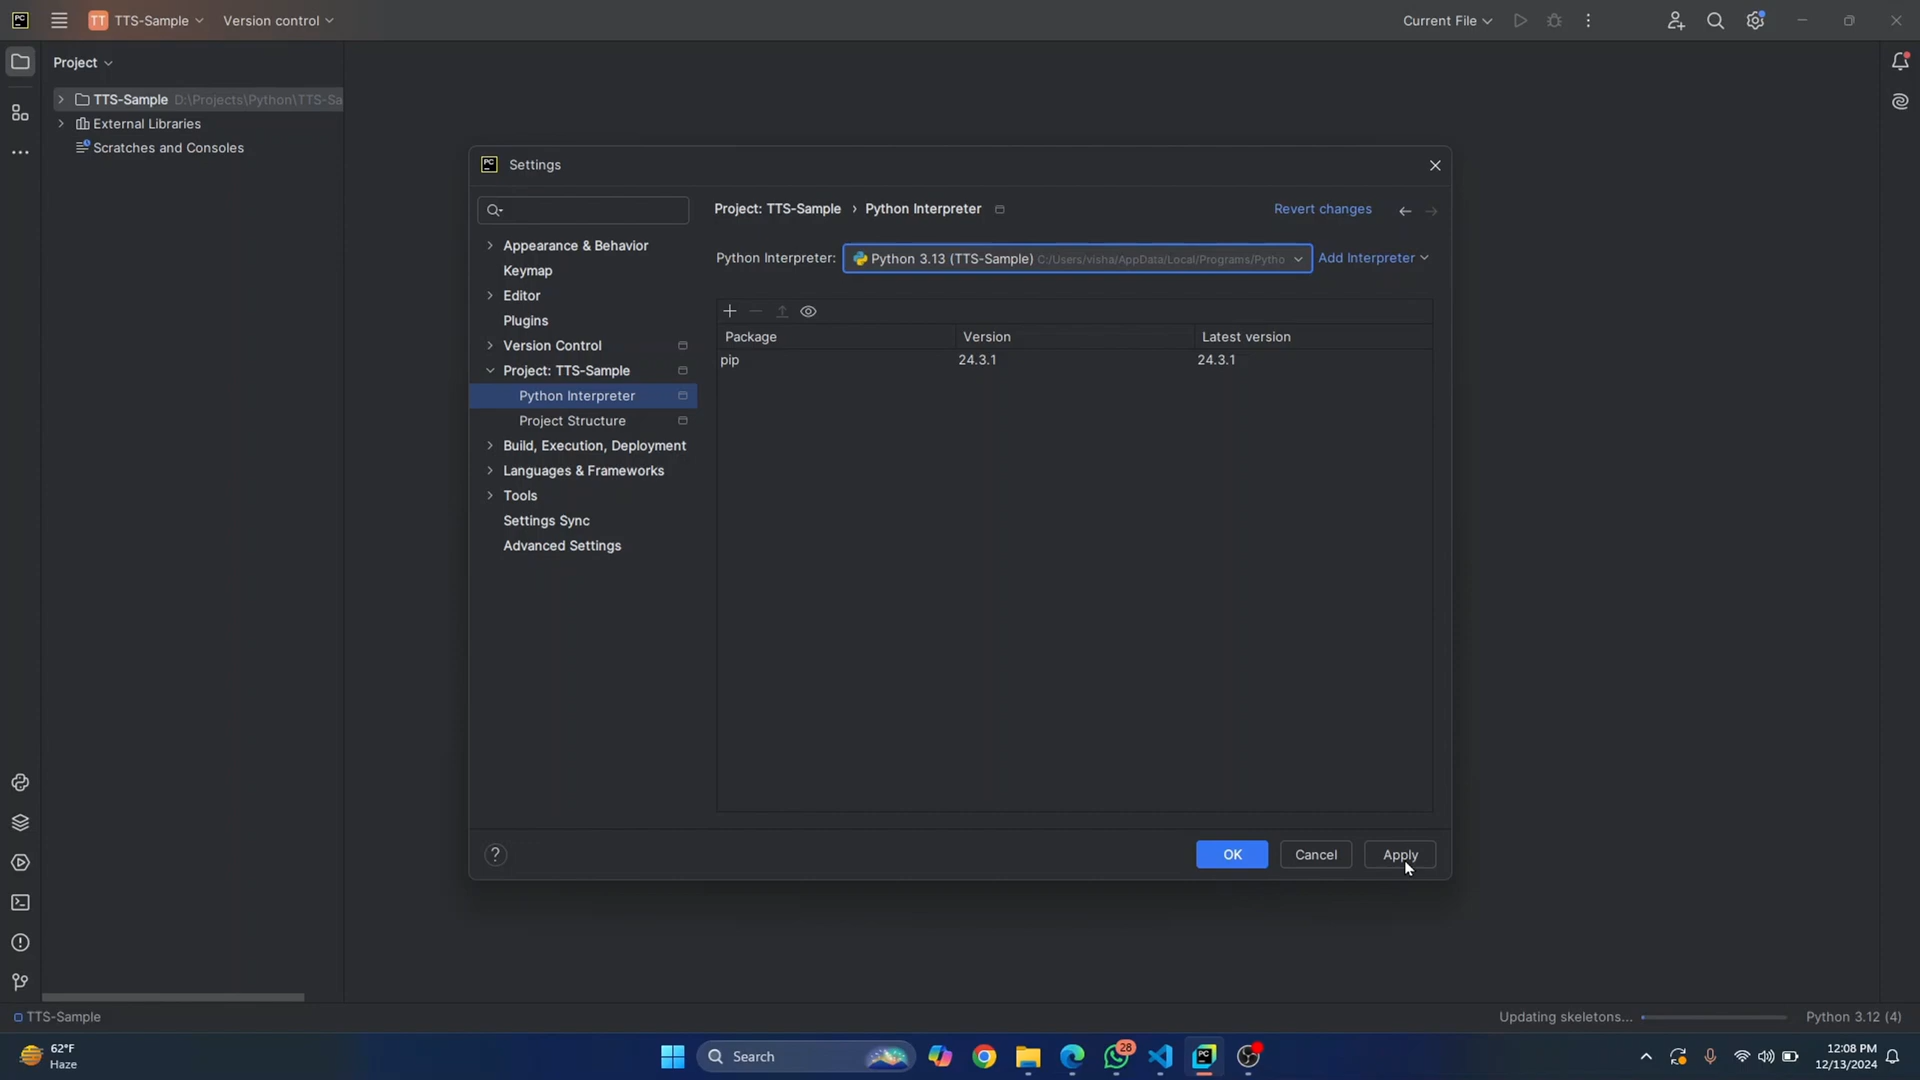 PC
TT TTS-Sample
Version control
Current File
Project
TTS-Sample D:\Projects\Python\TTS-Sa
External Libraries
Scratches and Consoles
PC Settings
Project: TTS-Sample › Python Interpreter
Revert changes
Appearance & Behavior
Keymap
Editor
Plugins
Version Control
Project: TTS-Sample
Python Interpreter
Project Structure
Build, Execution, Deployment
Languages & Frameworks
Tools
Settings Sync
Advanced Settings
Python Interpreter: Python 3.13 (TTS-Sample) C:/Users/visha/AppData/Local/Programs/Pytho Add Interpreter
Package Version Latest version
pip 24.3.1 24.3.1
?
OK Cancel Apply
TTS-Sample
Updating skeletons...
Python 3.12 (4)
62°F
Haze
Search
28
PC
12:08 PM
12/13/2024